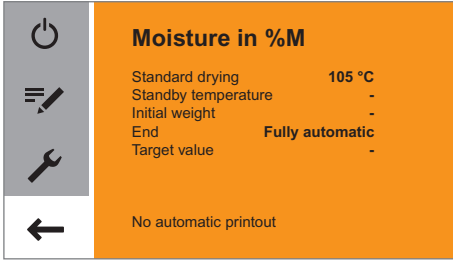 Moisture in %M
Standard drying 105 °C
Standby temperature -
Initial weight -
End Fully automatic
Target value -
No automatic printout